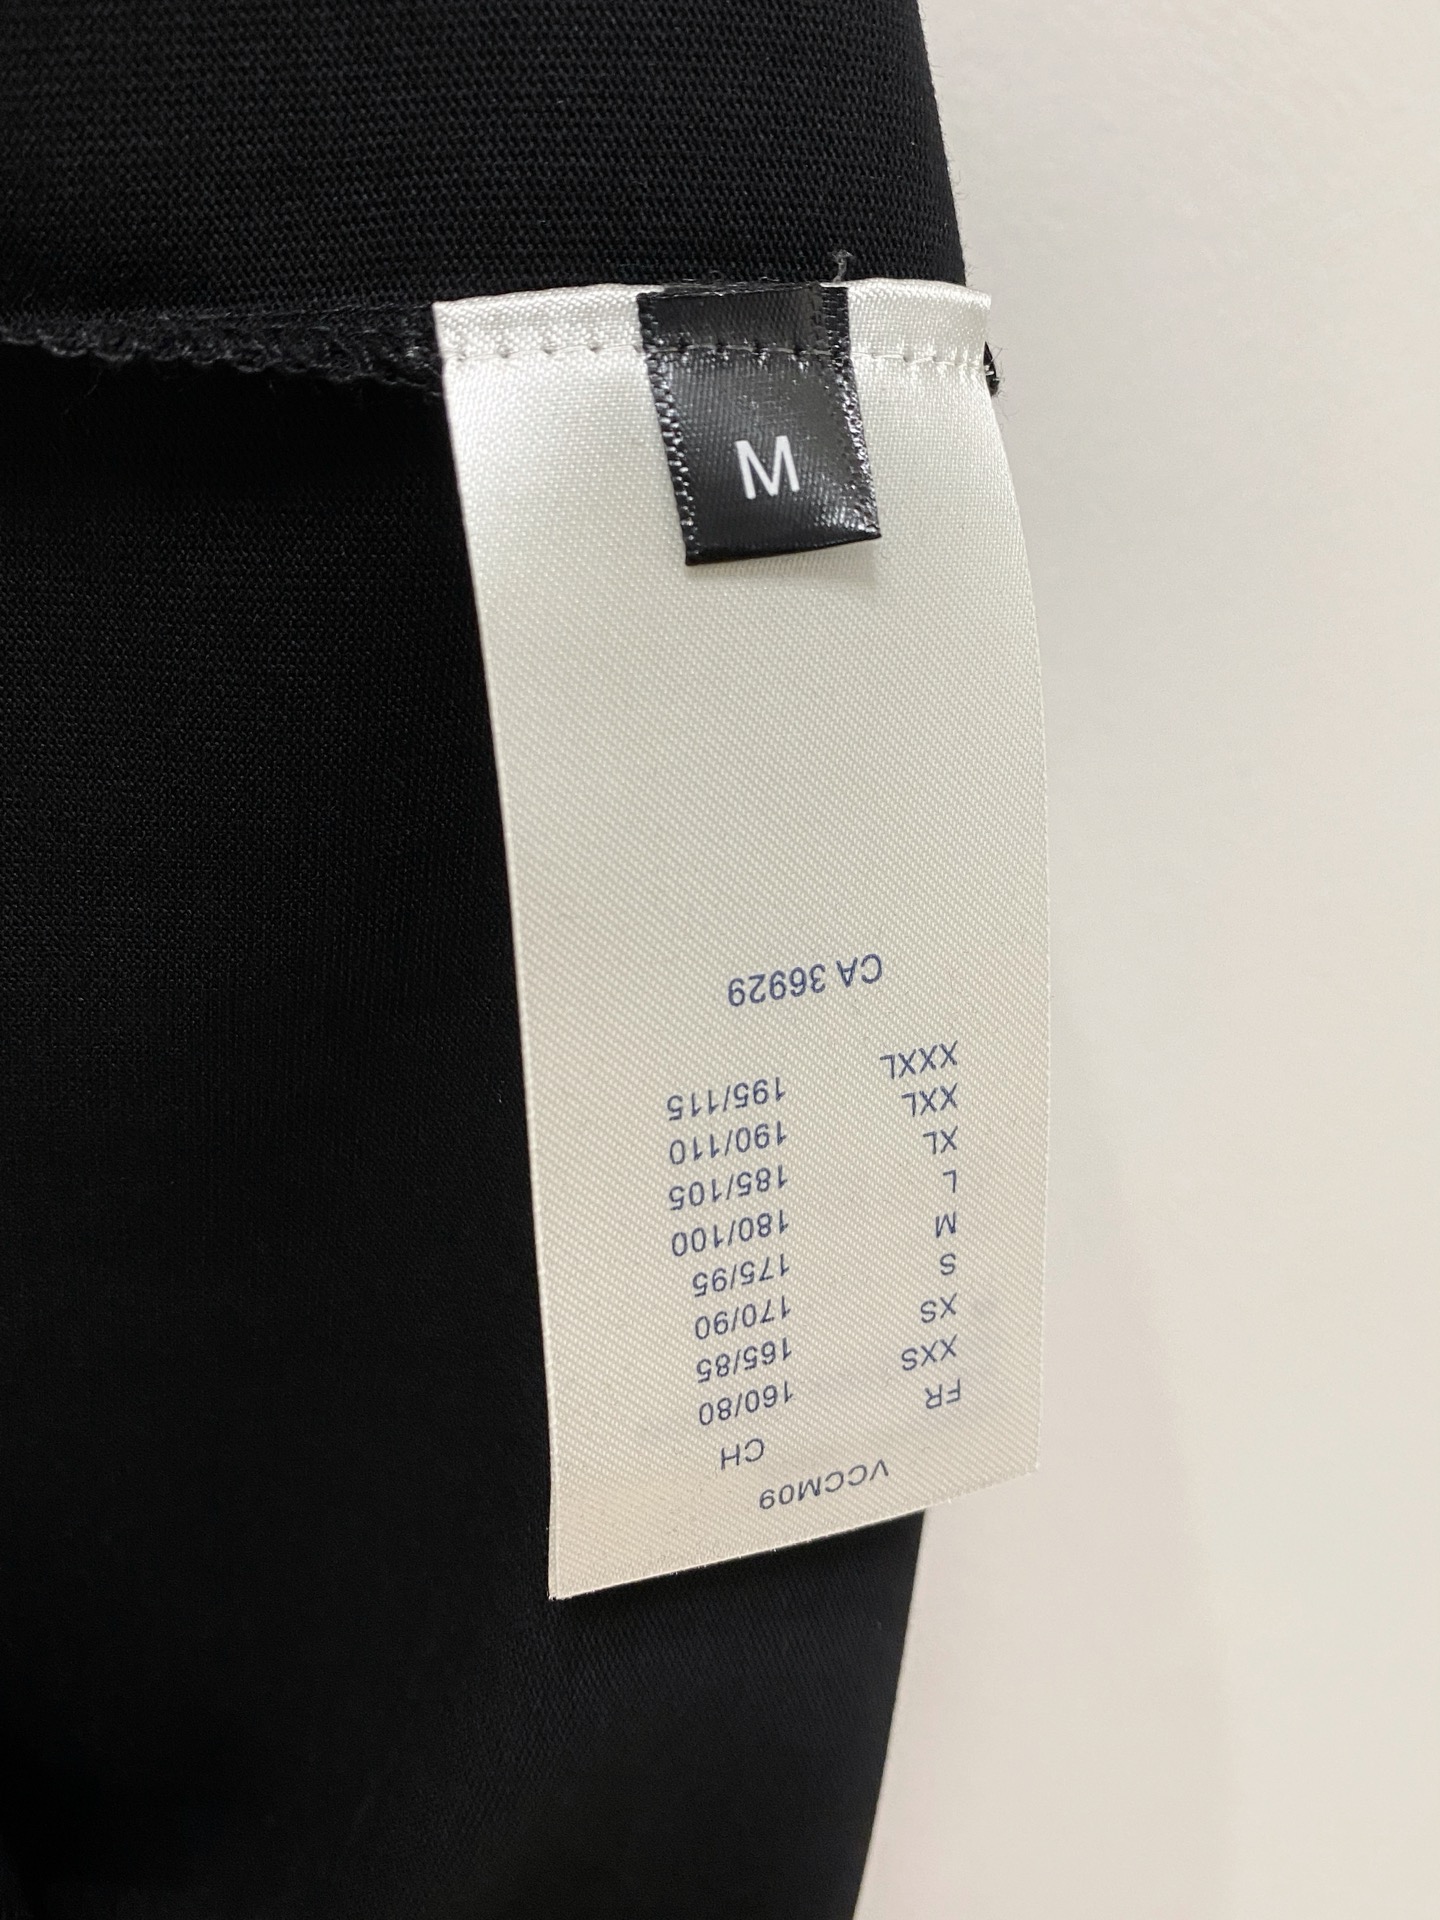 M
VCCM09
FR CH
XXS 160/80
XS 165/85
S 170/90
M 175/95
L 180/100
XL 185/105
XXL 190/110
XXXL 195/115
CA 36929